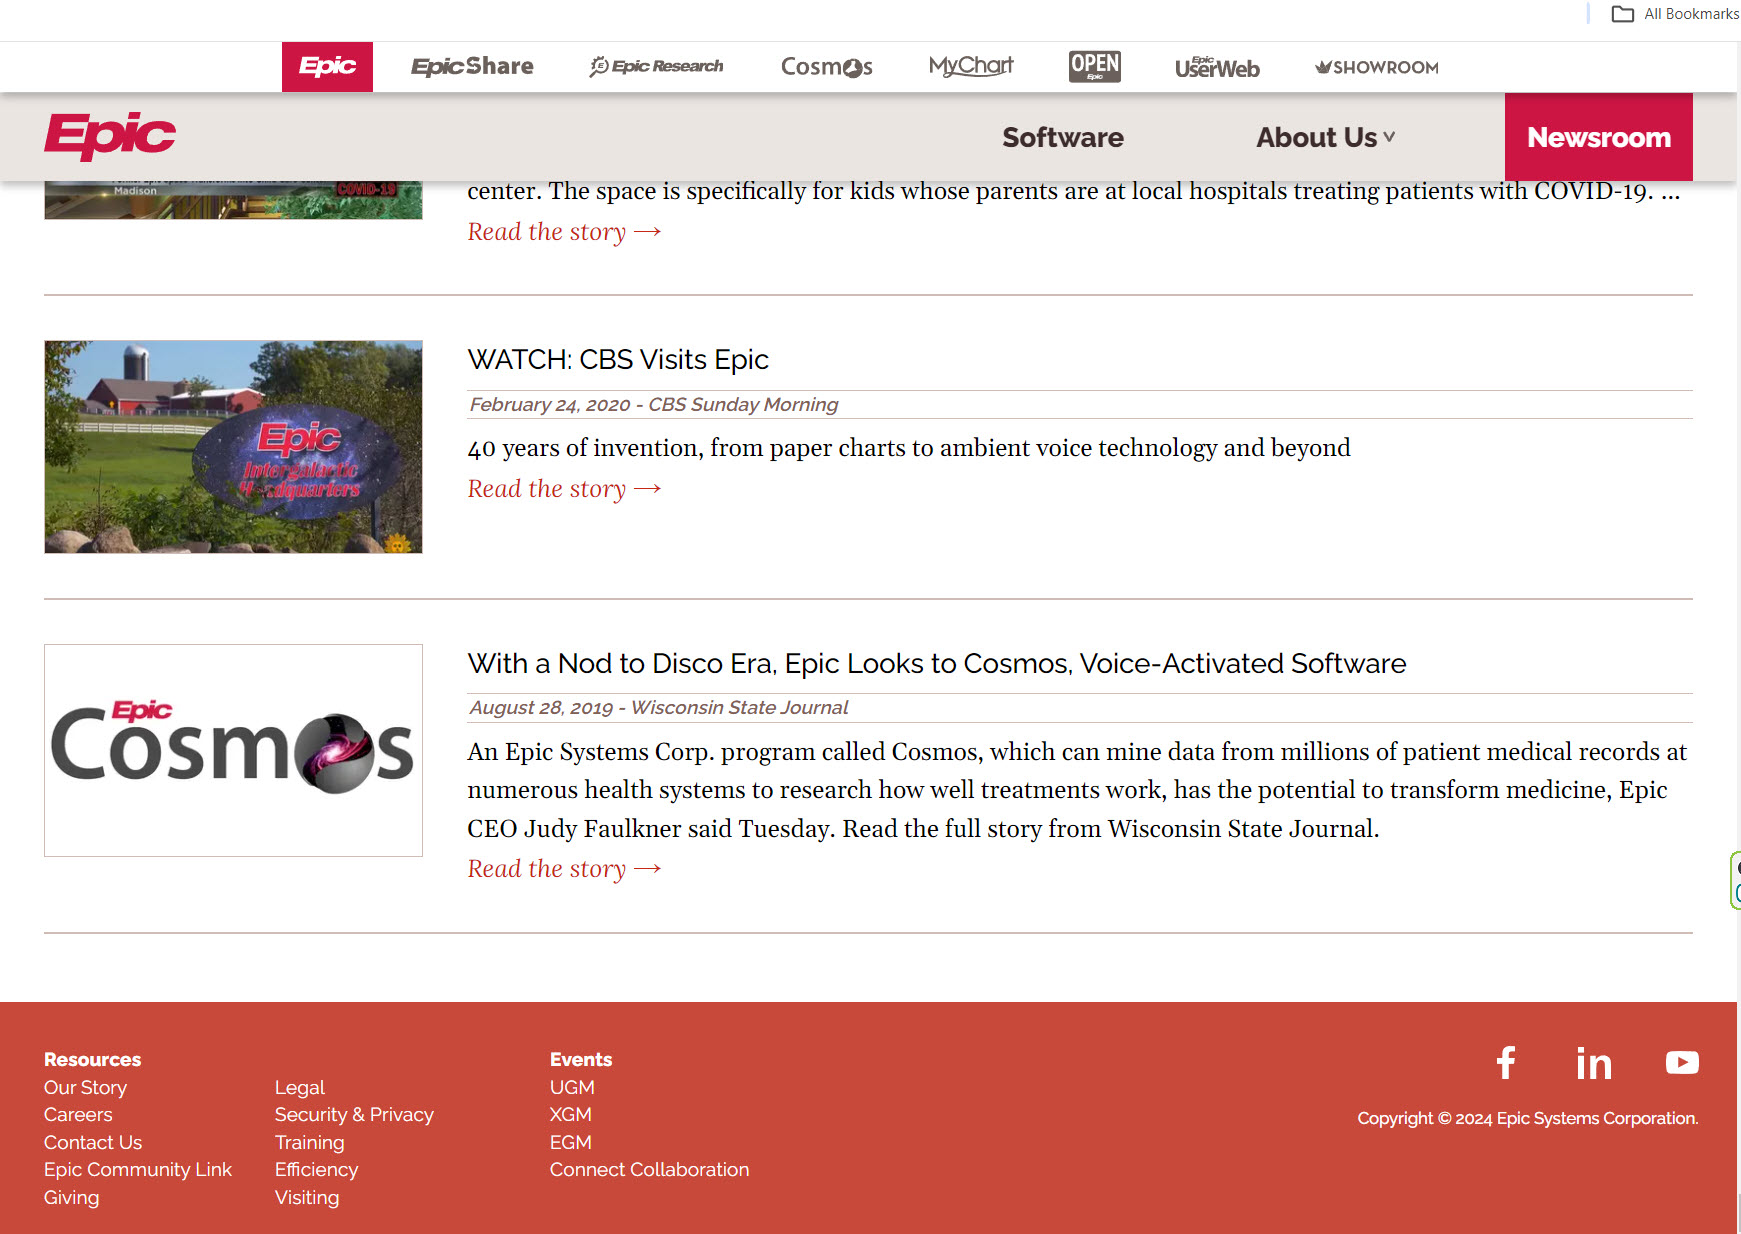 All Bookmarks
Epic
EpicShare
Epic Research
Cosmos
MyChart
OPEN
Epic
Epic
UserWeb
SHOWROOM
Epic
Software
About Us
Newsroom
Madison
COVID-19
center. The space is specifically for kids whose parents are at local hospitals treating patients with COVID-19. ...
Read the story →
Epic
Intergalactic
Headquarters
WATCH: CBS Visits Epic
February 24, 2020 - CBS Sunday Morning
40 years of invention, from paper charts to ambient voice technology and beyond
Read the story →
Epic
Cosmos
With a Nod to Disco Era, Epic Looks to Cosmos, Voice-Activated Software
August 28, 2019 - Wisconsin State Journal
An Epic Systems Corp. program called Cosmos, which can mine data from millions of patient medical records at
numerous health systems to research how well treatments work, has the potential to transform medicine, Epic
CEO Judy Faulkner said Tuesday. Read the full story from Wisconsin State Journal.
Read the story →
Resources
Our Story
Careers
Contact Us
Epic Community Link
Giving
Legal
Security & Privacy
Training
Efficiency
Visiting
Events
UGM
XGM
EGM
Connect Collaboration
Copyright © 2024 Epic Systems Corporation.